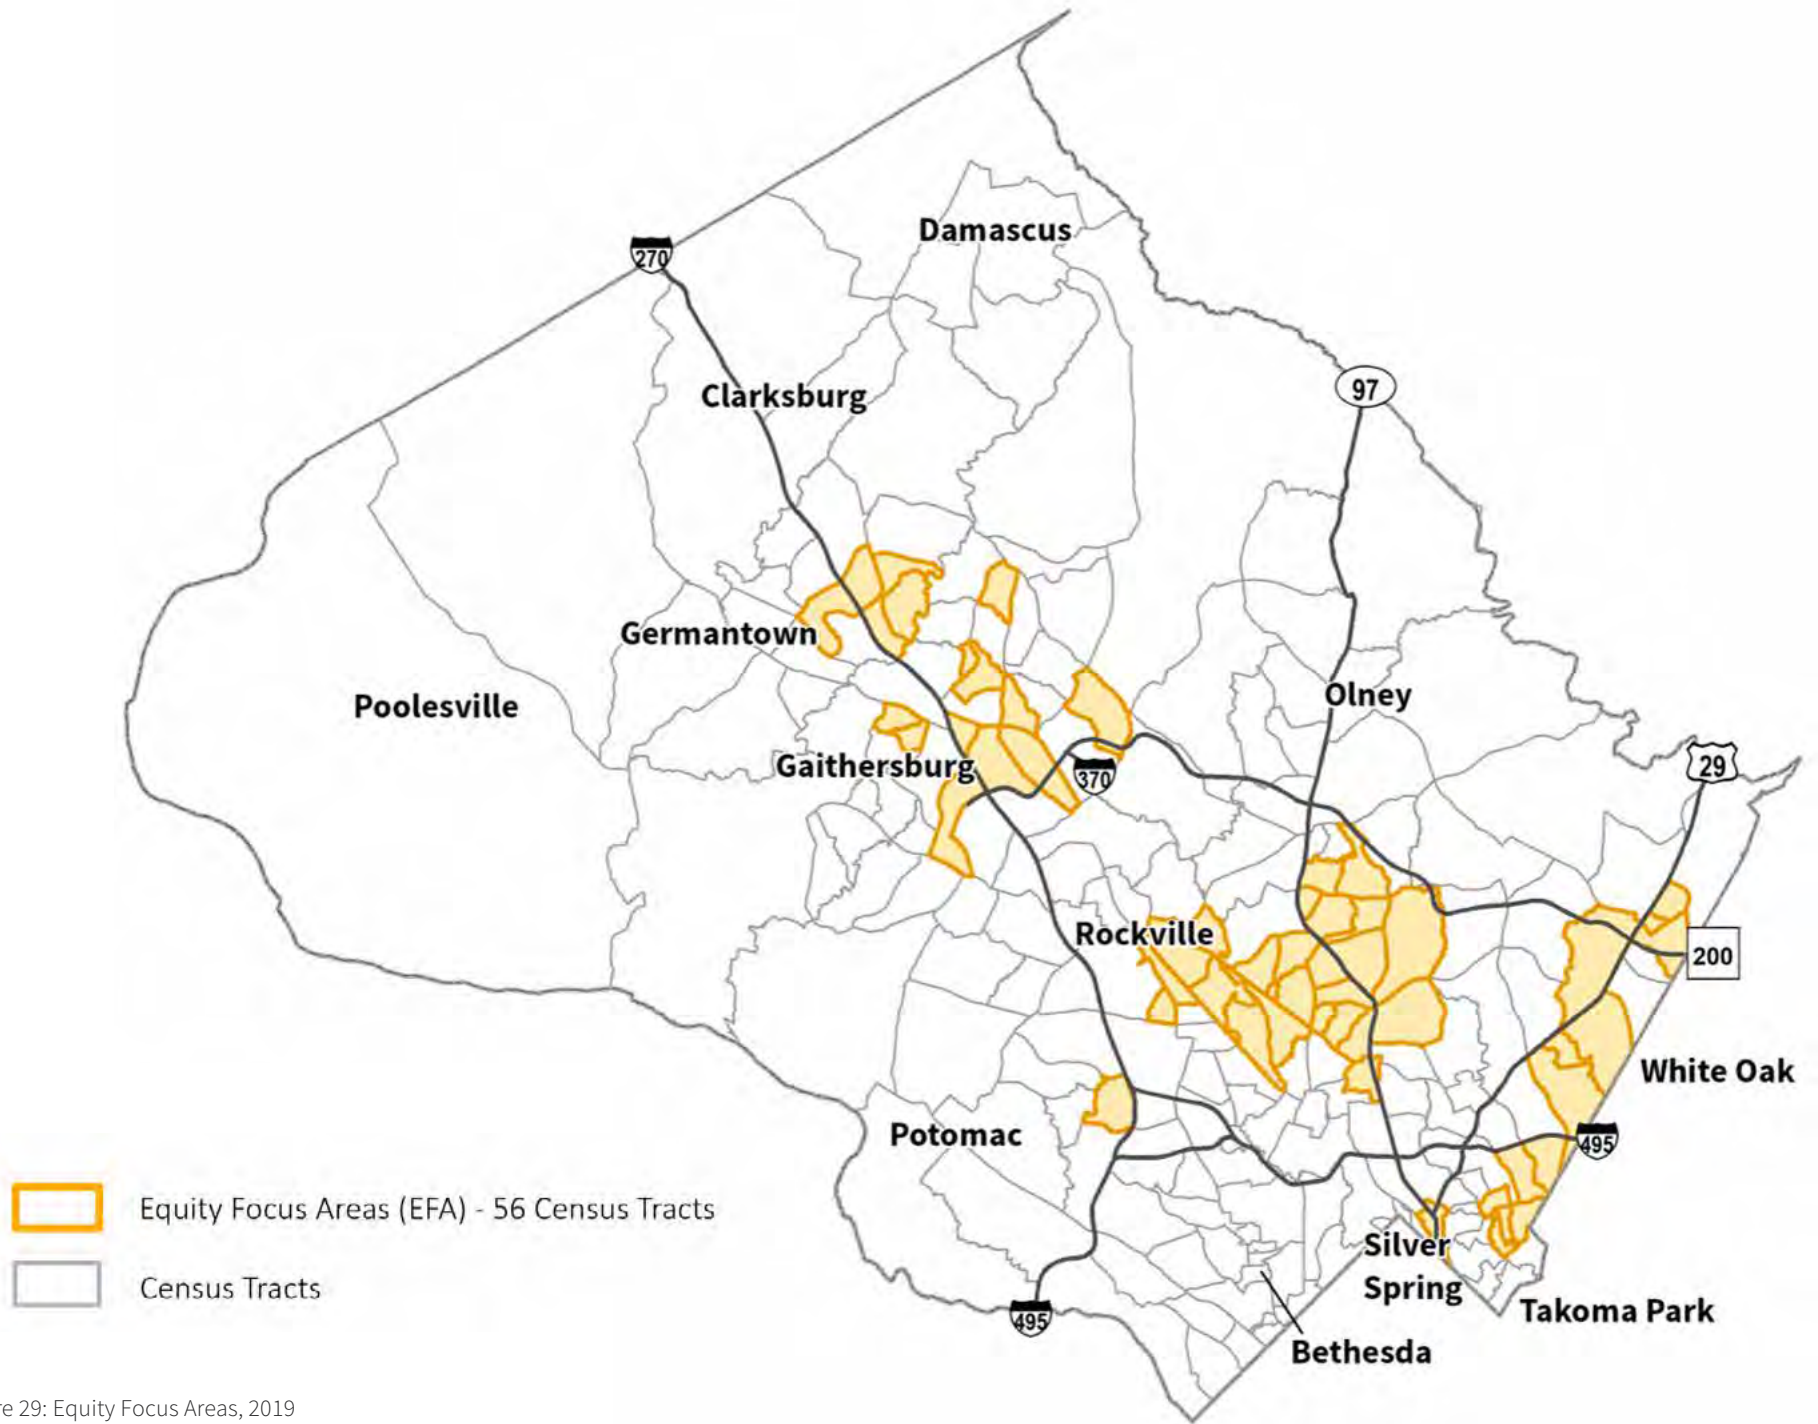 Damascus
270
Clarksburg
97
Germantown
Poolesville
Olney
Gaithersburg
370
29
Rockville
200
White Oak
Potomac
495
Equity Focus Areas (EFA) - 56 Census Tracts
Silver
Spring
Census Tracts
495
Takoma Park
Bethesda
re 29: Equity Focus Areas, 2019